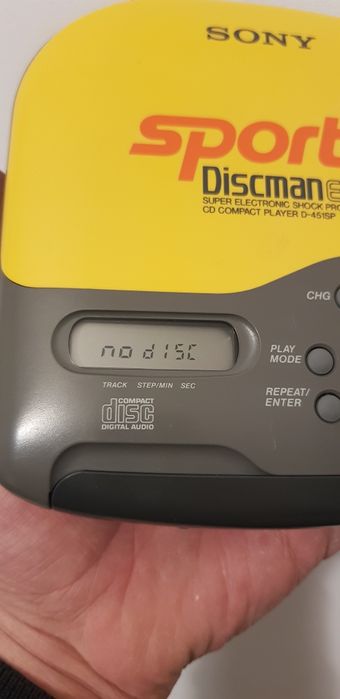 SONY
sport
Discman
SUPER ELECTRONIC SHOCK PRO
CD COMPACT PLAYER D-451SP
CHG
no diSC
PLAY
MODE
TRACK STEP/MIN SEC
REPEAT/
ENTER
COMPACT
disc
DIGITAL AUDIO